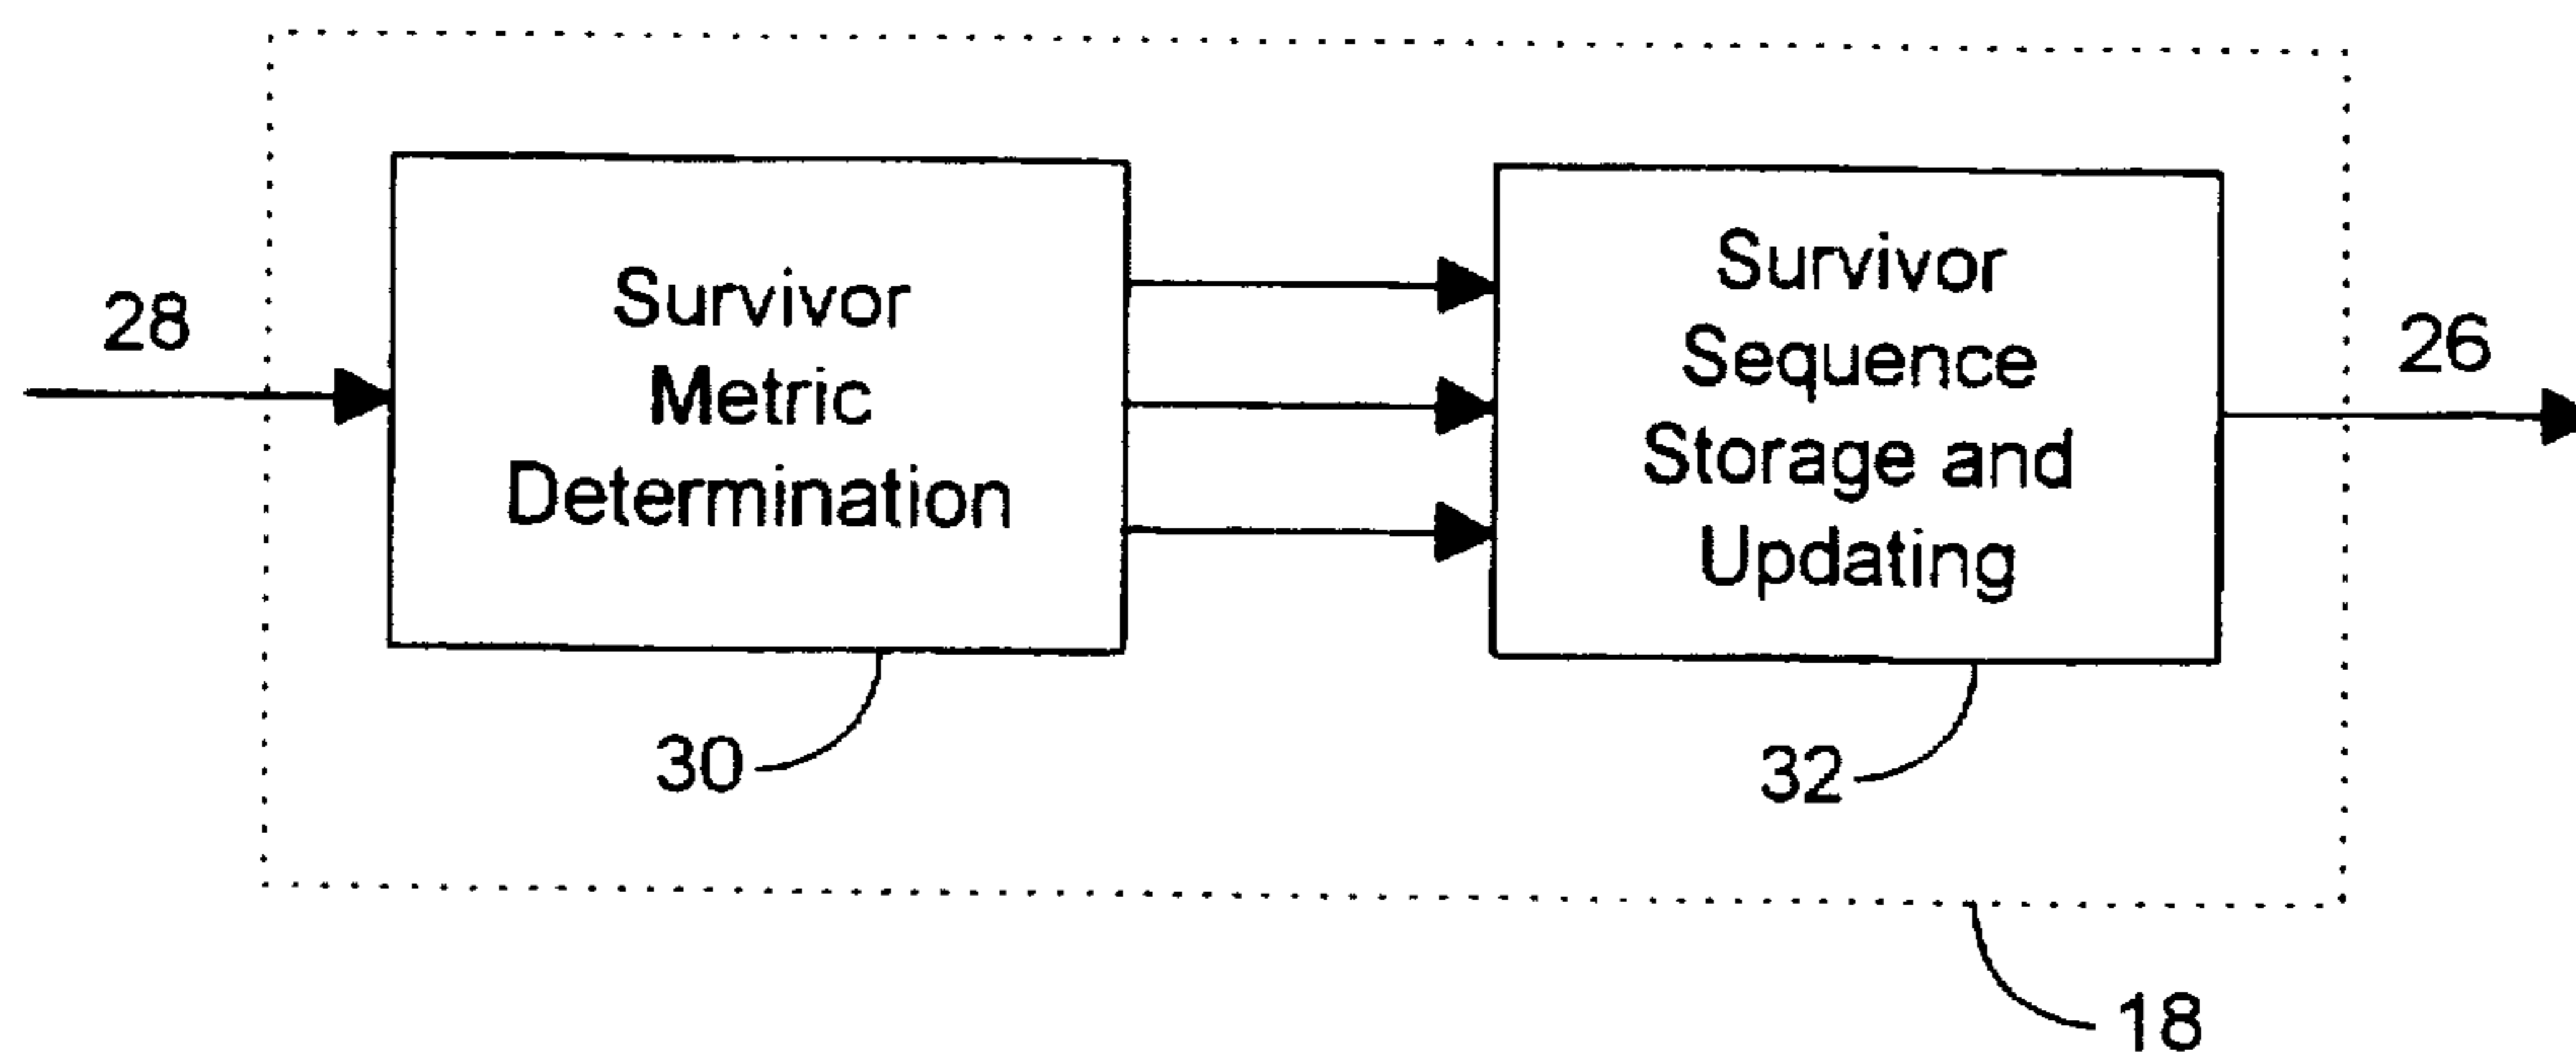 28
Survivor
Metric
Determination
Survivor
Sequence
Storage and
Updating
26
30
32
18